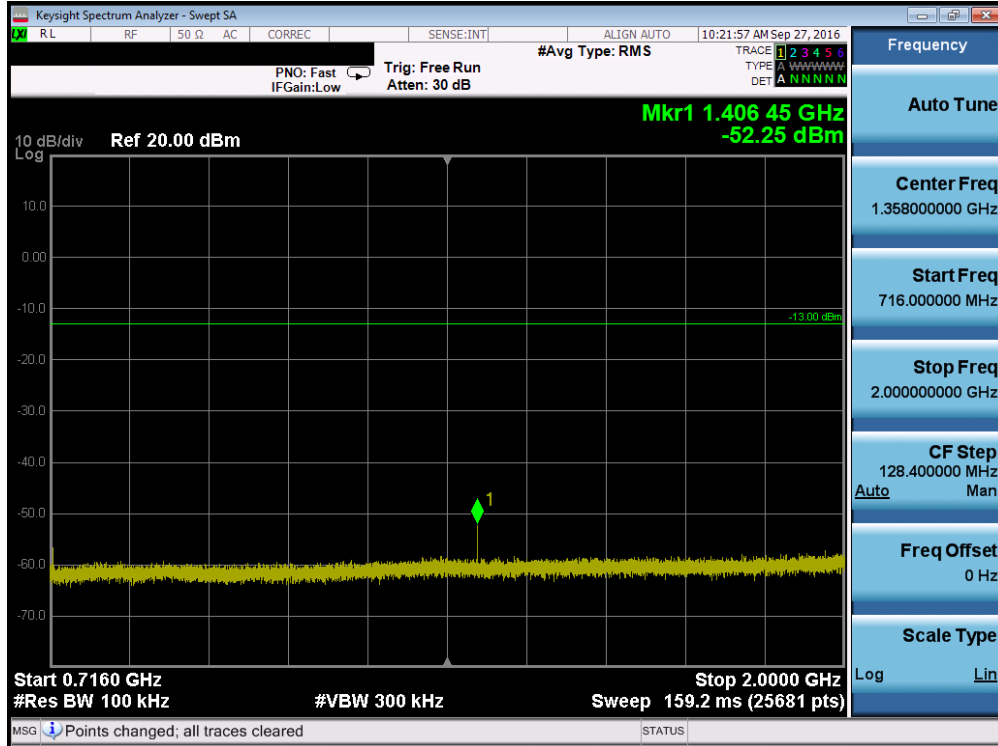 Keysight Spectrum Analyzer - Swept SA
LXI RL RF 50 Ω AC CORREC SENSE:INT ALIGN AUTO 10:21:57 AM Sep 27, 2016
PNO: Fast
IFGain:Low
Trig: Free Run
Atten: 30 dB
#Avg Type: RMS
TRACE 1 2 3 4 5 6
TYPE A WWWWW
DET A N N N N N
Mkr1 1.406 45 GHz
-52.25 dBm
10 dB/div Ref 20.00 dBm
Log
10.0
0.00
-10.0
-13.00 dBm
-20.0
-30.0
-40.0
1
-50.0
-60.0
-70.0
Start 0.7160 GHz Stop 2.0000 GHz
#Res BW 100 kHz #VBW 300 kHz Sweep 159.2 ms (25681 pts)
MSG Points changed; all traces cleared STATUS
Frequency
Auto Tune
Center Freq
1.358000000 GHz
Start Freq
716.000000 MHz
Stop Freq
2.000000000 GHz
CF Step
128.400000 MHz
Auto Man
Freq Offset
0 Hz
Scale Type
Log Lin